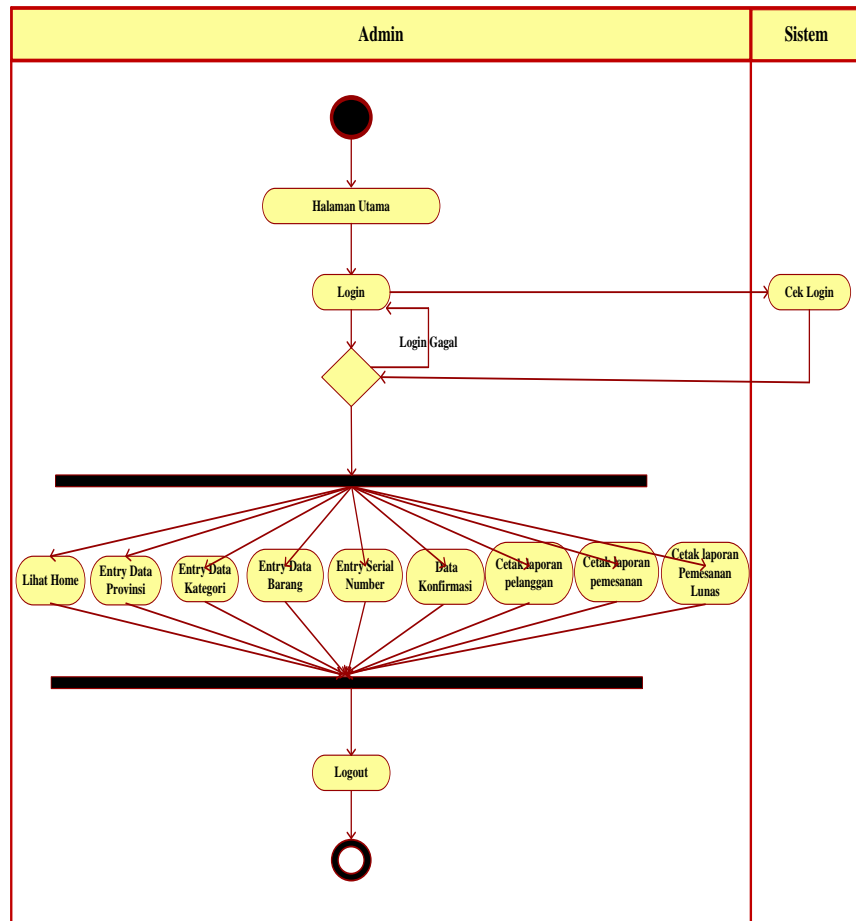 Admin
Sistem
Halaman Utama
Login
Cek Login
Login Gagal
Lihat Home
Entry Data
Provinsi
Entry Data
Kategori
Entry Data
Barang
Entry Serial
Number
Data
Konfirmasi
Cetak laporan
pelanggan
Cetak laporan
pemesanan
Cetak laporan
Pemesanan
Lunas
Logout